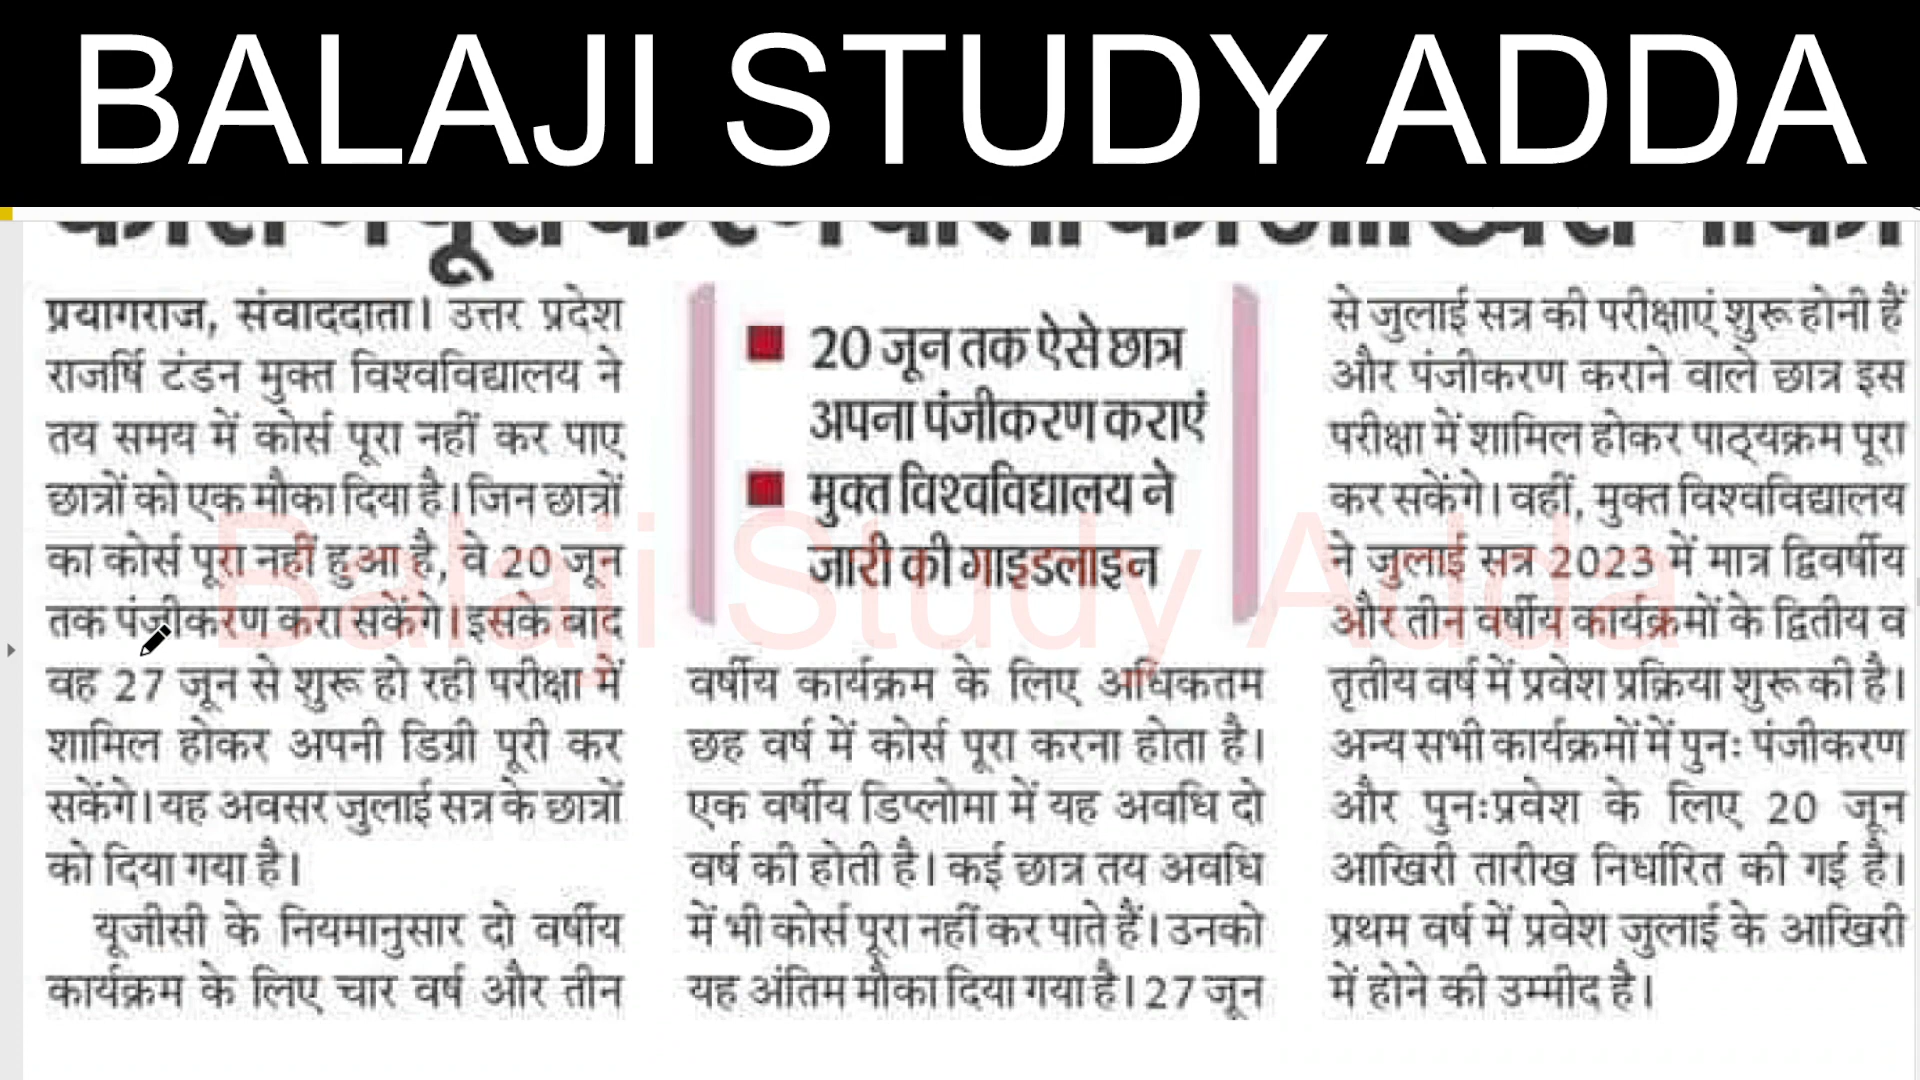 BALAJI STUDY ADDA
प्रयागराज, संवाददाता। उत्तर प्रदेश
राजर्षि टंडन मुक्त विश्वविद्यालय ने
तय समय में कोर्स पूरा नहीं कर पाए
छात्रों को एक मौका दिया है। जिन छात्रों
का कोर्स पूरा नहीं हुआ है, वे 20 जून
तक पंजीकरण करा सकेंगे। इसके बाद
वह 27 जून से शुरू हो रही परीक्षा में
शामिल होकर अपनी डिग्री पूरी कर
सकेंगे। यह अवसर जुलाई सत्र के छात्रों
को दिया गया है।
यूजीसी के नियमानुसार दो वर्षीय
कार्यक्रम के लिए चार वर्ष और तीन
■ 20 जून तक ऐसे छात्र
अपना पंजीकरण कराएं
■ मुक्त विश्वविद्यालय ने
जारी की गाइडलाइन
वर्षीय कार्यक्रम के लिए अधिकतम
छह वर्ष में कोर्स पूरा करना होता है।
एक वर्षीय डिप्लोमा में यह अवधि दो
वर्ष की होती है। कई छात्र तय अवधि
में भी कोर्स पूरा नहीं कर पाते हैं। उनको
यह अंतिम मौका दिया गया है। 27 जून
से जुलाई सत्र की परीक्षाएं शुरू होनी हैं
और पंजीकरण कराने वाले छात्र इस
परीक्षा में शामिल होकर पाठ्यक्रम पूरा
कर सकेंगे। वहीं, मुक्त विश्वविद्यालय
ने जुलाई सत्र 2023 में मात्र द्विवर्षीय
और तीन वर्षीय कार्यक्रमों के द्वितीय व
तृतीय वर्ष में प्रवेश प्रक्रिया शुरू की है।
अन्य सभी कार्यक्रमों में पुनः पंजीकरण
और पुनःप्रवेश के लिए 20 जून
आखिरी तारीख निर्धारित की गई है।
प्रथम वर्ष में प्रवेश जुलाई के आखिरी
में होने की उम्मीद है।
Balaji Study Adda